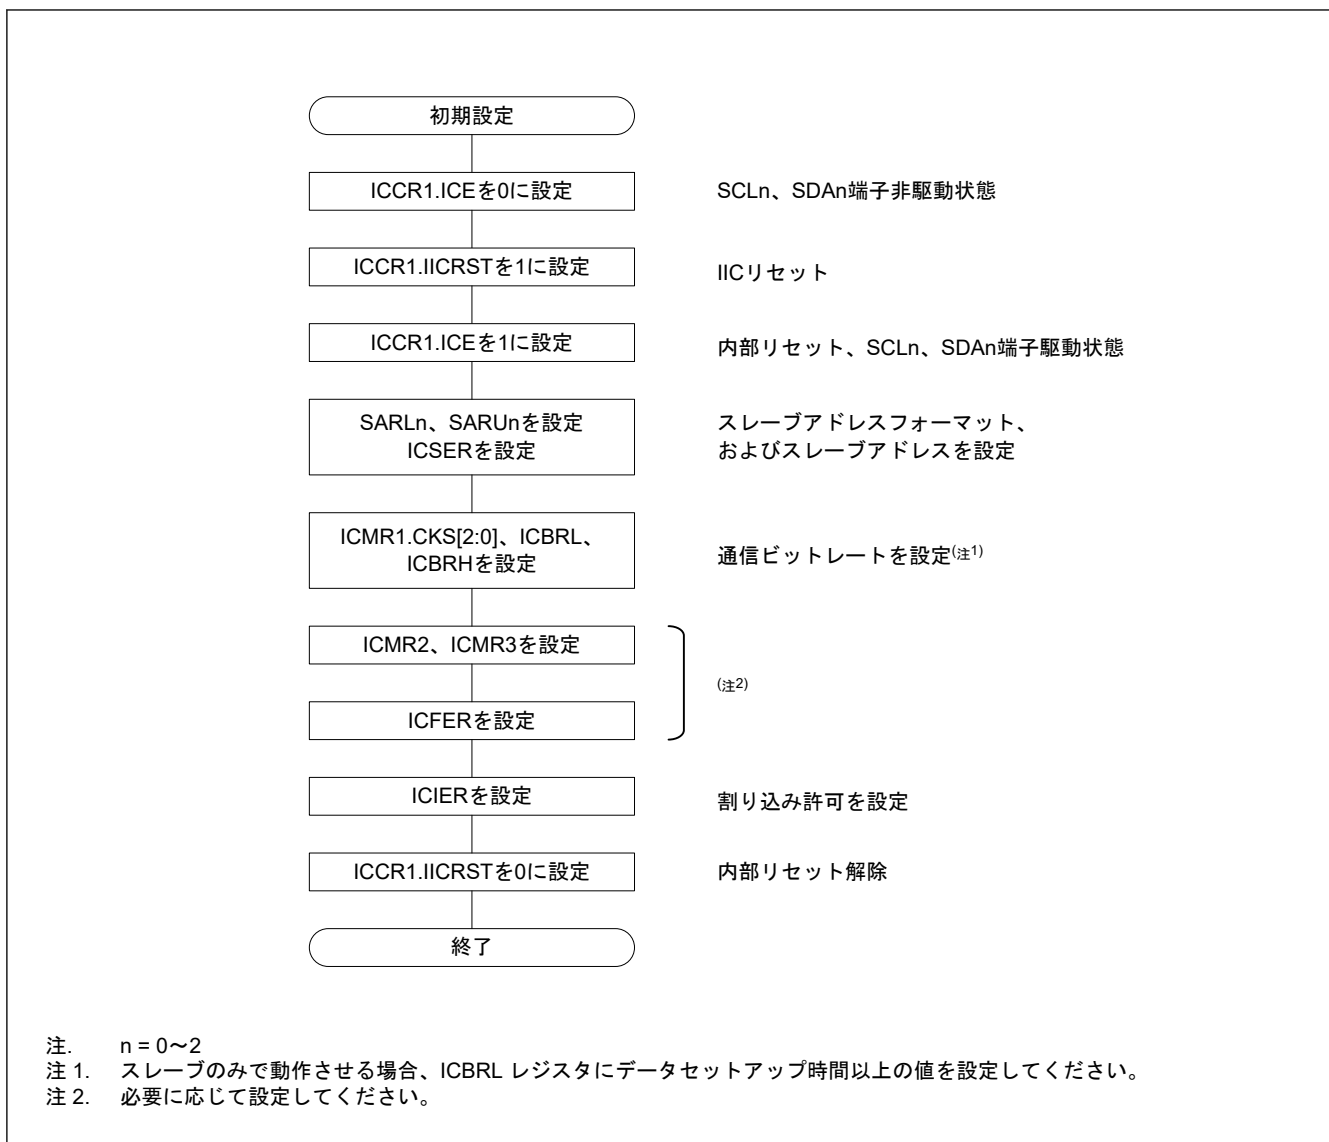 初期設定
ICCR1.ICEを0に設定
SCLn、SDAn端子非駆動状態
ICCR1.IICRSTを1に設定
IICリセット
ICCR1.ICEを1に設定
内部リセット、SCLn、SDAn端子駆動状態
SARLn、SARUnを設定
ICSERを設定
スレーブアドレスフォーマット、
およびスレーブアドレスを設定
ICMR1.CKS[2:0]、ICBRL、
ICBRHを設定
通信ビットレートを設定(注1)
ICMR2、ICMR3を設定
(注2)
ICFERを設定
ICIERを設定
割り込み許可を設定
ICCR1.IICRSTを0に設定
内部リセット解除
終了
注. n = 0～2
注 1. スレーブのみで動作させる場合、ICBRL レジスタにデータセットアップ時間以上の値を設定してください。
注 2. 必要に応じて設定してください。